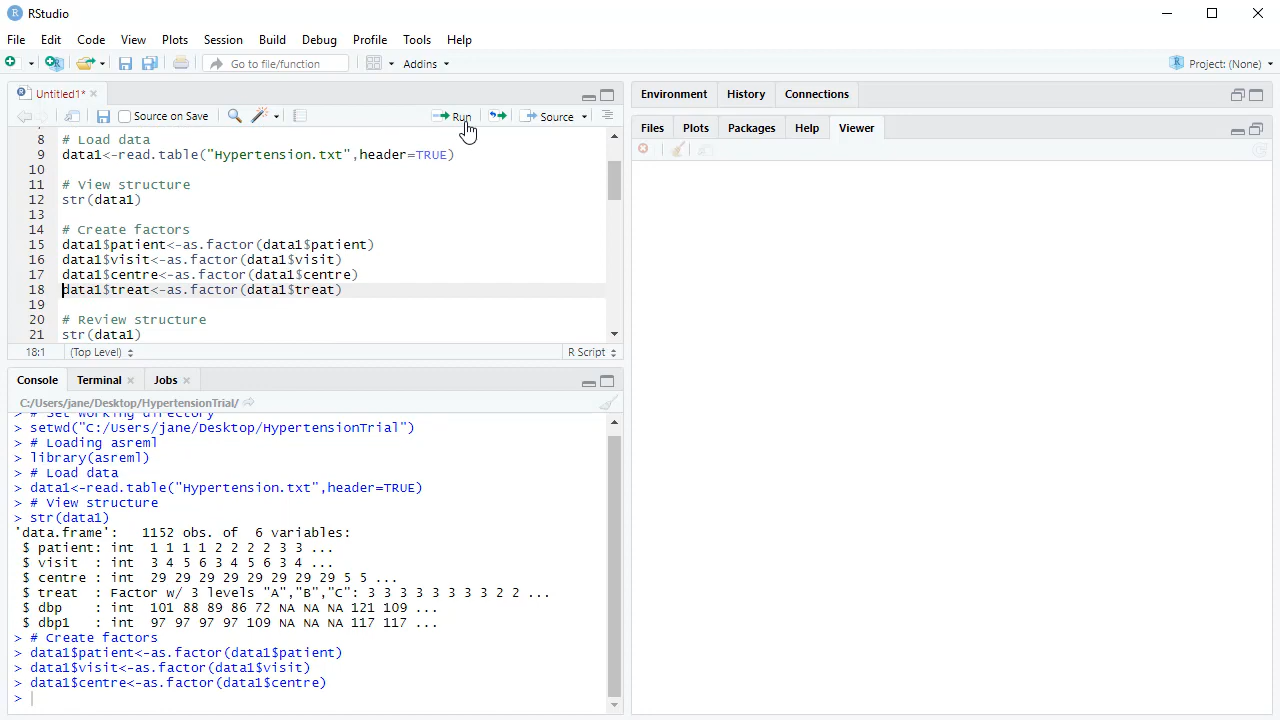 RStudio
File Edit Code View Plots Session Build Debug Profile Tools Help
Go to file/function Addins Project: (None)
Untitled1*
Source on Save Run Source
8 # Load data
9 data1<-read.table("Hypertension.txt",header=TRUE)
10
11 # View structure
12 str(data1)
13
14 # Create factors
15 data1$patient<-as.factor(data1$patient)
16 data1$visit<-as.factor(data1$visit)
17 data1$centre<-as.factor(data1$centre)
18 data1$treat<-as.factor(data1$treat)
19
20 # Review structure
21 str(data1)
18:1 (Top Level) R Script
Console Terminal Jobs
C:/Users/jane/Desktop/HypertensionTrial/
> # Set working directory
> setwd("C:/Users/jane/Desktop/HypertensionTrial")
> # Loading asreml
> library(asreml)
> # Load data
> data1<-read.table("Hypertension.txt",header=TRUE)
> # View structure
> str(data1)
'data.frame': 1152 obs. of 6 variables:
$ patient: int 1 1 1 1 2 2 2 2 3 3 ...
$ visit : int 3 4 5 6 3 4 5 6 3 4 ...
$ centre : int 29 29 29 29 29 29 29 29 5 5 ...
$ treat : Factor w/ 3 levels "A","B","C": 3 3 3 3 3 3 3 3 2 2 ...
$ dbp : int 101 88 89 86 72 NA NA NA 121 109 ...
$ dbp1 : int 97 97 97 97 109 NA NA NA 117 117 ...
> # Create factors
> data1$patient<-as.factor(data1$patient)
> data1$visit<-as.factor(data1$visit)
> data1$centre<-as.factor(data1$centre)
>
Environment History Connections
Files Plots Packages Help Viewer